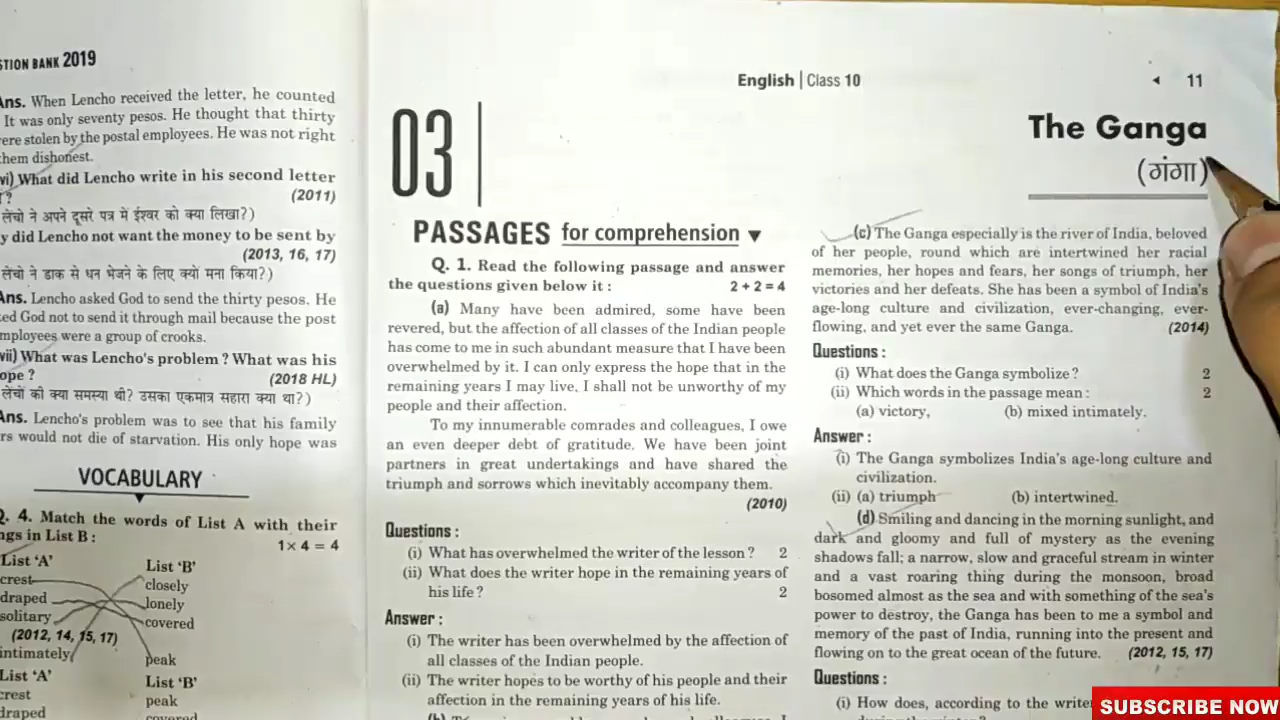 STION BANK 2019
Ans. When Lencho received the letter, he counted
It was only seventy pesos. He thought that thirty
ere stolen by the postal employees. He was not right
hem dishonest.
vi) What did Lencho write in his second letter
? (2011)
लेंचो ने अपने दूसरे पत्र में ईश्वर को क्या लिखा?)
y did Lencho not want the money to be sent by
(2013, 16, 17)
लेंचो ने डाक से धन भेजने के लिए क्यों मना किया?)
Ans. Lencho asked God to send the thirty pesos. He
ed God not to send it through mail because the post
mployees were a group of crooks.
vii) What was Lencho's problem ? What was his
ope ? (2018 HL)
लेंचो की क्या समस्या थी? उसका एकमात्र सहारा क्या था?)
Ans. Lencho's problem was to see that his family
rs would not die of starvation. His only hope was
VOCABULARY
Q. 4. Match the words of List A with their
ngs in List B : 1 × 4 = 4
List 'A' List 'B'
crest closely
draped lonely
solitary covered
(2012, 14, 15, 17)
intimately peak
List 'A' List 'B'
crest peak
draped covered
English | Class 10 ◄ 11
03
The Ganga
(गंगा)
PASSAGES for comprehension ▼
Q. 1. Read the following passage and answer
the questions given below it : 2 + 2 = 4
(a) Many have been admired, some have been
revered, but the affection of all classes of the Indian people
has come to me in such abundant measure that I have been
overwhelmed by it. I can only express the hope that in the
remaining years I may live, I shall not be unworthy of my
people and their affection.
To my innumerable comrades and colleagues, I owe
an even deeper debt of gratitude. We have been joint
partners in great undertakings and have shared the
triumph and sorrows which inevitably accompany them.
(2010)
Questions :
(i) What has overwhelmed the writer of the lesson ? 2
(ii) What does the writer hope in the remaining years of
his life ? 2
Answer :
(i) The writer has been overwhelmed by the affection of
all classes of the Indian people.
(ii) The writer hopes to be worthy of his people and their
affection in the remaining years of his life.
(c) The Ganga especially is the river of India, beloved
of her people, round which are intertwined her racial
memories, her hopes and fears, her songs of triumph, her
victories and her defeats. She has been a symbol of India's
age-long culture and civilization, ever-changing, ever-
flowing, and yet ever the same Ganga. (2014)
Questions :
(i) What does the Ganga symbolize ? 2
(ii) Which words in the passage mean : 2
(a) victory, (b) mixed intimately.
Answer :
(i) The Ganga symbolizes India's age-long culture and
civilization.
(ii) (a) triumph (b) intertwined.
(d) Smiling and dancing in the morning sunlight, and
dark and gloomy and full of mystery as the evening
shadows fall; a narrow, slow and graceful stream in winter
and a vast roaring thing during the monsoon, broad
bosomed almost as the sea and with something of the sea's
power to destroy, the Ganga has been to me a symbol and
memory of the past of India, running into the present and
flowing on to the great ocean of the future. (2012, 15, 17)
Questions :
(i) How does, according to the write
SUBSCRIBE NOW